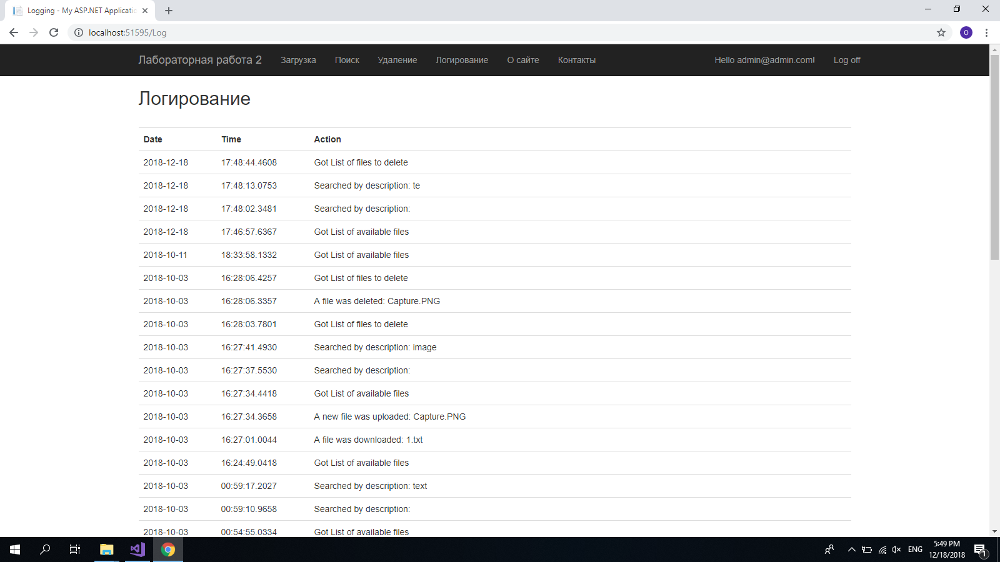 Logging - My ASP.NET Applicatic
localhost:51595/Log
O
Лабораторная работа 2 Загрузка Поиск Удаление Логирование О сайте Контакты Hello admin@admin.com! Log off
Логирование
Date Time Action
2018-12-18 17:48:44.4608 Got List of files to delete
2018-12-18 17:48:13.0753 Searched by description: te
2018-12-18 17:48:02.3481 Searched by description:
2018-12-18 17:46:57.6367 Got List of available files
2018-10-11 18:33:58.1332 Got List of available files
2018-10-03 16:28:06.4257 Got List of files to delete
2018-10-03 16:28:06.3357 A file was deleted: Capture.PNG
2018-10-03 16:28:03.7801 Got List of files to delete
2018-10-03 16:27:41.4930 Searched by description: image
2018-10-03 16:27:37.5530 Searched by description:
2018-10-03 16:27:34.4418 Got List of available files
2018-10-03 16:27:34.3658 A new file was uploaded: Capture.PNG
2018-10-03 16:27:01.0044 A file was downloaded: 1.txt
2018-10-03 16:24:49.0418 Got List of available files
2018-10-03 00:59:17.2027 Searched by description: text
2018-10-03 00:59:10.9658 Searched by description:
2018-10-03 00:54:55.0334 Got List of available files
ENG
5:49 PM
12/18/2018
1